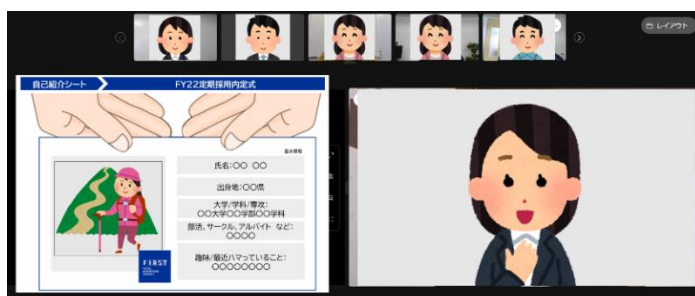 レイアウト
自己紹介シート
FY22定期採用内定式
基本情報
氏名:〇〇 〇〇
出身地:〇〇県
大学/学科/専攻:
〇〇大学〇〇学部〇〇学科
部活、サークル、アルバイト など:
〇〇〇〇
趣味/最近ハマっていること:
〇〇〇〇〇〇〇〇
FIRST